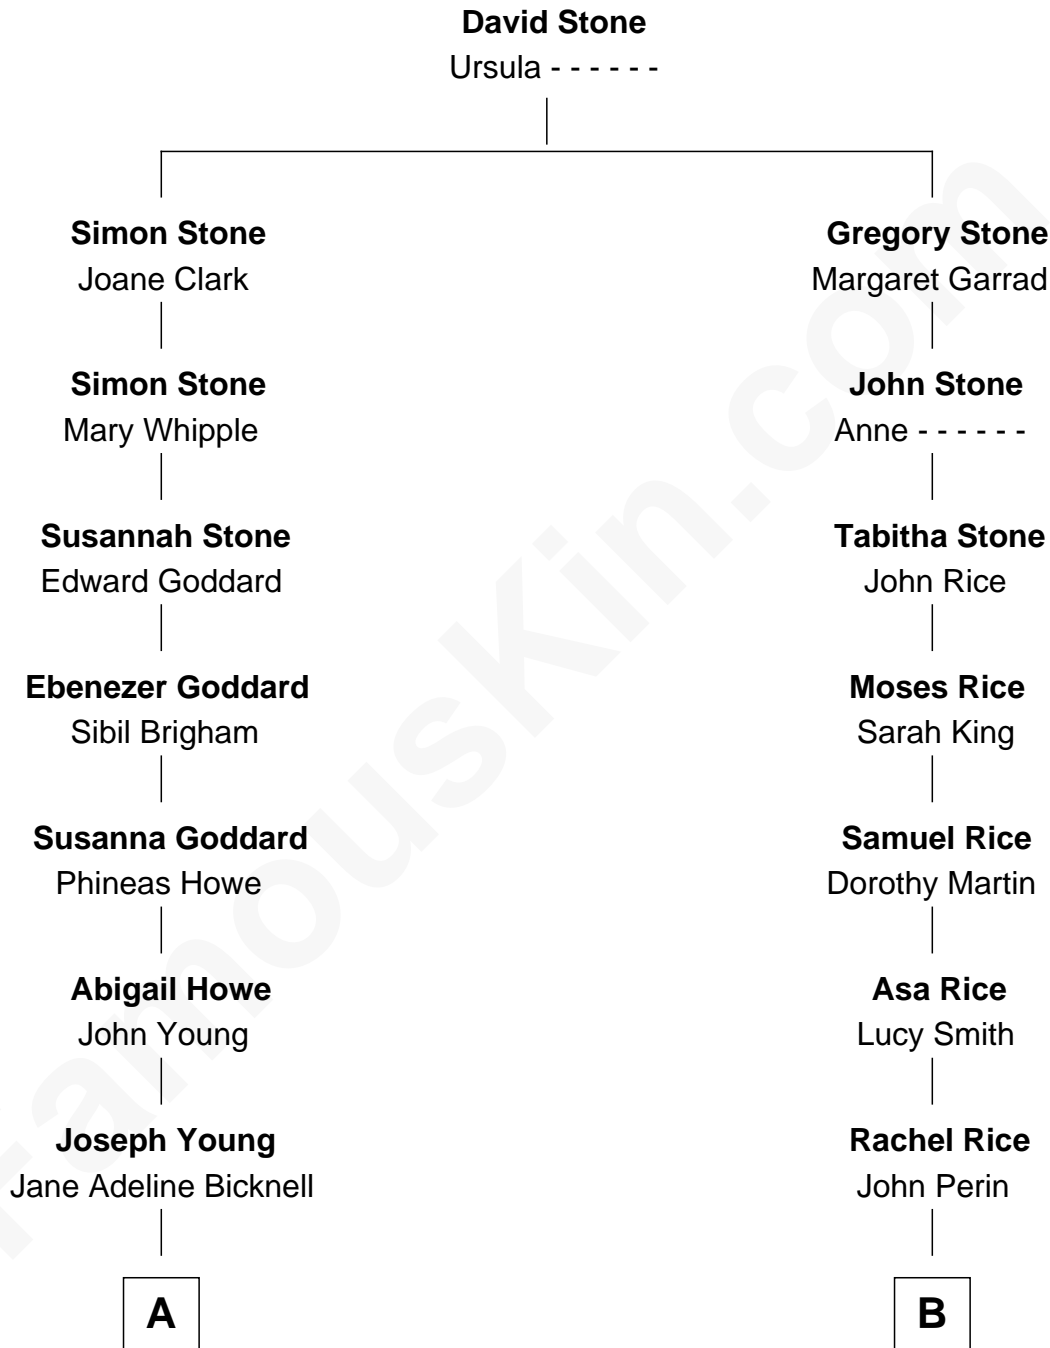 David Stone
Ursula - - - - - -
Simon Stone
Joane Clark
Gregory Stone
Margaret Garrad
Simon Stone
Mary Whipple
John Stone
Anne - - - - - -
Susannah Stone
Edward Goddard
Tabitha Stone
John Rice
Ebenezer Goddard
Sibil Brigham
Moses Rice
Sarah King
Susanna Goddard
Phineas Howe
Samuel Rice
Dorothy Martin
Abigail Howe
John Young
Asa Rice
Lucy Smith
Joseph Young
Jane Adeline Bicknell
Rachel Rice
John Perin
A
B
FamousKin.com